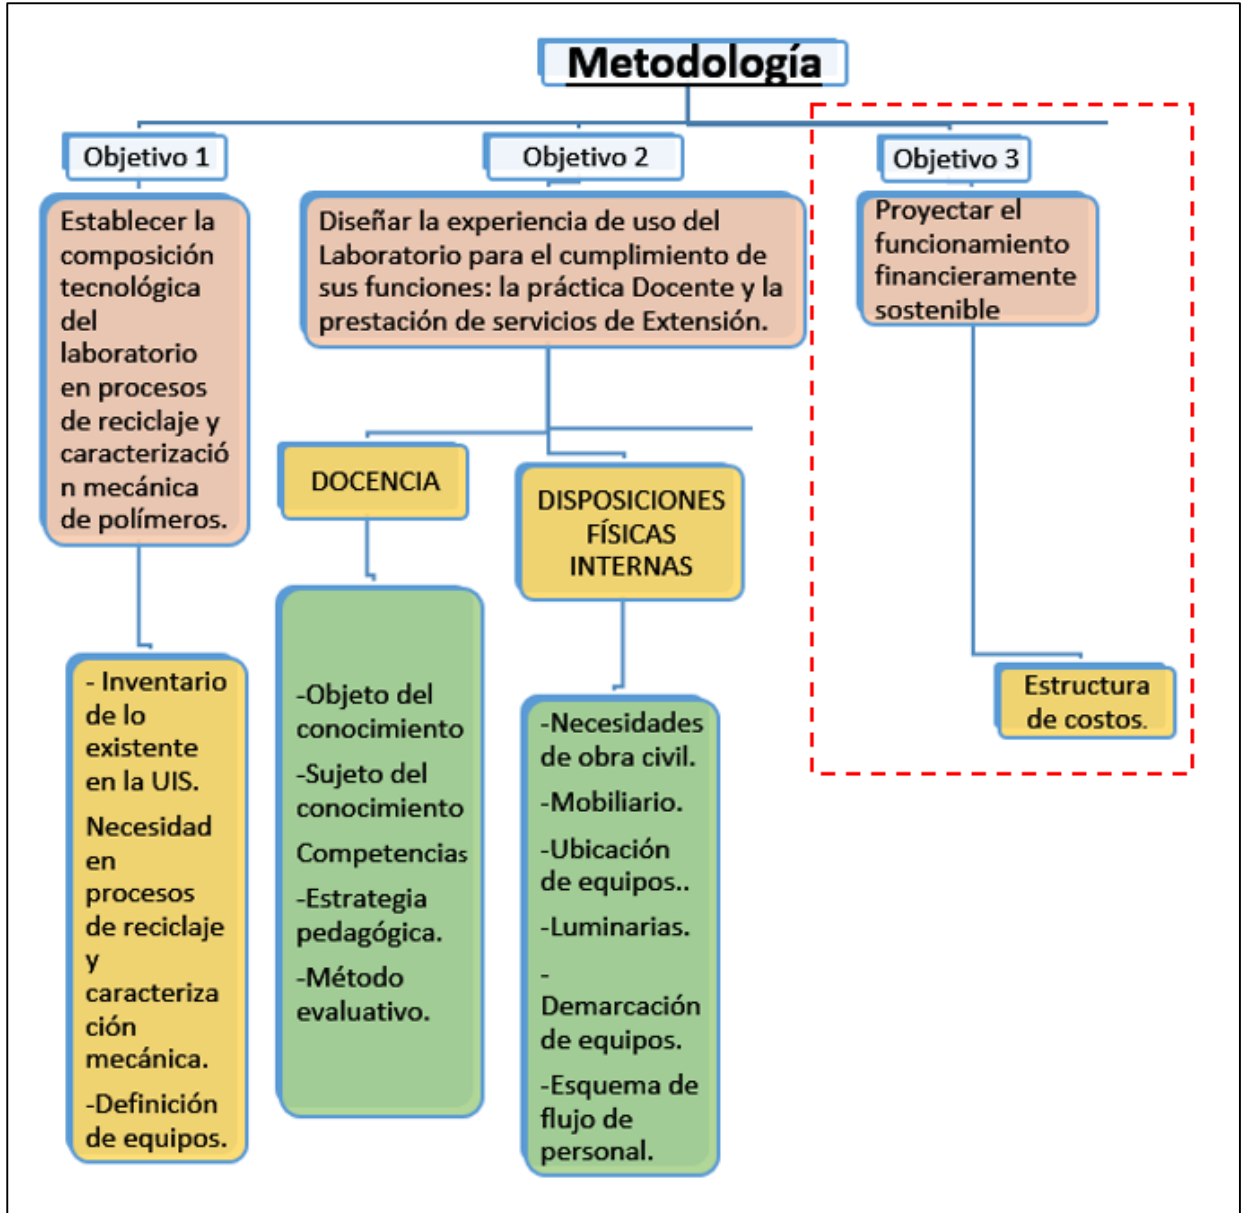 Metodología
Objetivo 1
Establecer la
composición
tecnológica
del
laboratorio
en procesos
de reciclaje y
caracterizació
n mecánica
de polímeros.
- Inventario
de lo
existente
en la UIS.
Necesidad
en
procesos
de reciclaje
y
caracteriza
ción
mecánica.
-Definición
de equipos.
Objetivo 2
Diseñar la experiencia de uso del
Laboratorio para el cumplimiento de
sus funciones: la práctica Docente y la
prestación de servicios de Extensión.
DOCENCIA
-Objeto del
conocimiento
-Sujeto del
conocimiento
Competencias
-Estrategia
pedagógica.
-Método
evaluativo.
DISPOSICIONES
FÍSICAS
INTERNAS
-Necesidades
de obra civil.
-Mobiliario.
-Ubicación
de equipos..
-Luminarias.
-
Demarcación
de equipos.
-Esquema de
flujo de
personal.
Objetivo 3
Proyectar el
funcionamiento
financieramente
sostenible
Estructura
de costos.